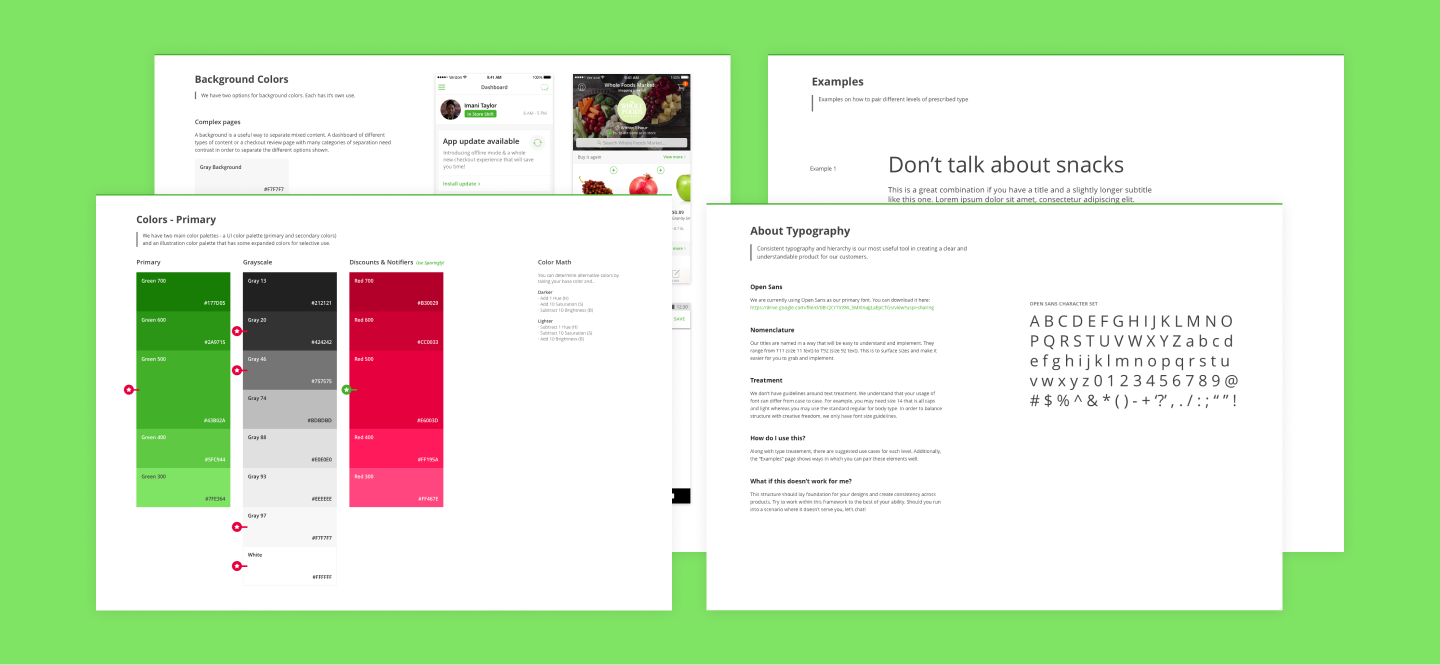 Background Colors
We have two options for background colors. Each has it's own use.
Complex pages
A background is a useful way to separate mixed content. A dashboard of different
types of content or a checkout review page with many categories of separation need
contrast in order to separate the different options shown.
Gray Background
#F7F7F7
Verizon
9:41 AM
100%
Dashboard
Imani Taylor
In Store Shift
8 AM - 5 PM
App update available
Introducing offline mode & a whole
new checkout experience that will save
you time!
Install update >
Whole Foods Market
Within 1 hour
Search Whole Foods Market...
Buy it again
View more >
$0.89
12:30
SAVE
Examples
Examples on how to pair different levels of prescribed type
Example 1
Don't talk about snacks
This is a great combination if you have a title and a slightly longer subtitle
like this one. Lorem ipsum dolor sit amet, consectetur adipiscing elit.
Colors - Primary
We have two main color palettes - a UI color palette (primary and secondary colors)
and an illustration color palette that has some expanded colors for selective use.
Primary
Green 700
#177D05
Green 600
#2A9715
Green 500
#43B02A
Green 400
#5FC944
Green 300
#7FE364
Grayscale
Gray 13
#212121
Gray 20
#424242
Gray 46
#757575
Gray 74
#BDBDBD
Gray 88
#E0E0E0
Gray 93
#EEEEEE
Gray 97
#F7F7F7
White
#FFFFFF
Discounts & Notifiers Use Sparingly!
Red 700
#B30029
Red 600
#CC0033
Red 500
#E6003D
Red 400
#FF195A
Red 300
#FF467E
Color Math
You can determine alternative colors by
taking your base color and...
Darker
- Add 1 Hue (H)
- Add 10 Saturation (S)
- Subtract 10 Brightness (B)
Lighter
- Subtract 1 Hue (H)
- Subtract 10 Saturation (S)
- Add 10 Brightness (B)
About Typography
Consistent typography and hierarchy is our most useful tool in creating a clear and
understandable product for our customers.
Open Sans
We are currently using Open Sans as our primary font. You can download it here:
Nomenclature
Our titles are named in a way that will be easy to understand and implement. They
range from T11 (size 11 text) to T92 (size 92 text). This is to surface sizes and make it
easier for you to grab and implement.
Treatment
We don't have guidelines around text treatment. We understand that your usage of
font can differ from case to case. For example, you may need size 14 that is all caps
and light whereas you may use the standard regular for body type. In order to balance
structure with creative freedom, we only have font size guidelines.
How do I use this?
Along with type treatement, there are suggested use cases for each level. Additionally,
the "Examples" page shows ways in which you can pair these elements well.
What if this doesn't work for me?
This structure should lay foundation for your designs and create consistency across
products. Try to work within this framework to the best of your ability. Should you run
into a scenario where it doesn't serve you, let's chat!
OPEN SANS CHARACTER SET
A B C D E F G H I J K L M N O
P Q R S T U V W X Y Z a b c d
e f g h i j k l m n o p q r s t u
v w x y z 0 1 2 3 4 5 6 7 8 9 @
# $ % ^ & * ( ) - + '?' , . / : ; “ ” !